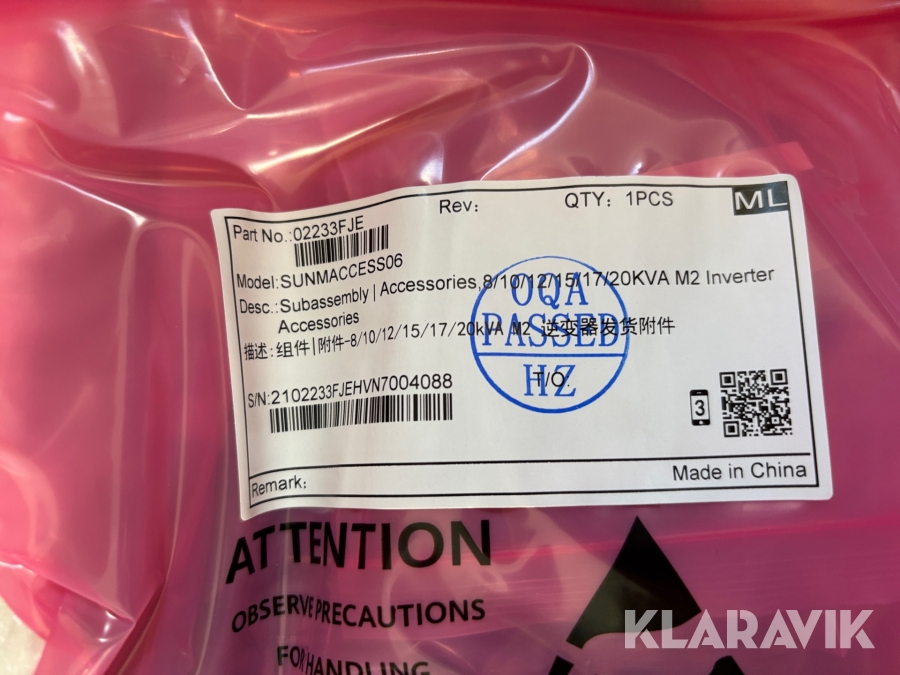 Part No.:02233FJE
Rev:
QTY: 1PCS
ML
Model:SUNMACCESS06
Desc.:Subassembly | Accessories,8/10/12/15/17/20KVA M2 Inverter
Accessories
描述:组件|附件-8/10/12/15/17/20kVA M2 逆变器发货附件
OQA
PASSED
HZ
T/O:
S/N:2102233FJEHVN7004088
3
Remark:
Made in China
ATTENTION
OBSERVE PRECAUTIONS
FOR HANDLING
KLARAVIK